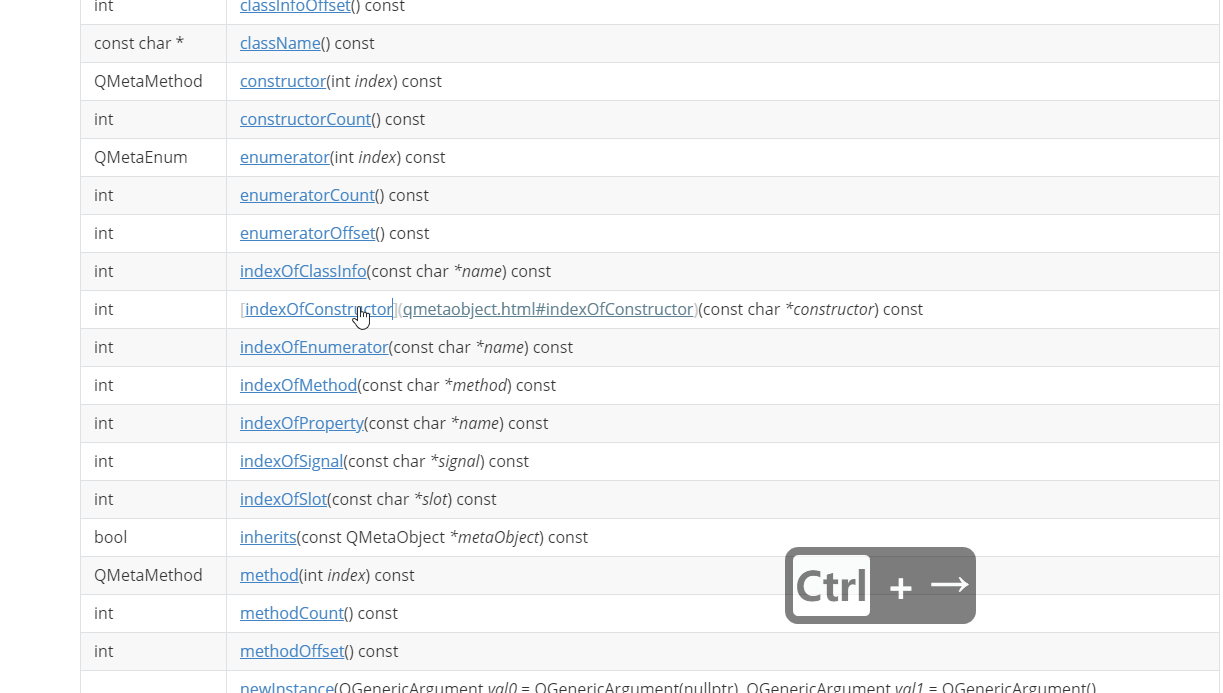 int classInfoOffset() const
const char * className() const
QMetaMethod constructor(int index) const
int constructorCount() const
QMetaEnum enumerator(int index) const
int enumeratorCount() const
int enumeratorOffset() const
int indexOfClassInfo(const char *name) const
int [indexOfConstructor](qmetaobject.html#indexOfConstructor)(const char *constructor) const
int indexOfEnumerator(const char *name) const
int indexOfMethod(const char *method) const
int indexOfProperty(const char *name) const
int indexOfSignal(const char *signal) const
int indexOfSlot(const char *slot) const
bool inherits(const QMetaObject *metaObject) const
QMetaMethod method(int index) const
Ctrl + →
int methodCount() const
int methodOffset() const
newInstance(QGenericArgument val0 = QGenericArgument(nullptr), QGenericArgument val1 = QGenericArgument(),